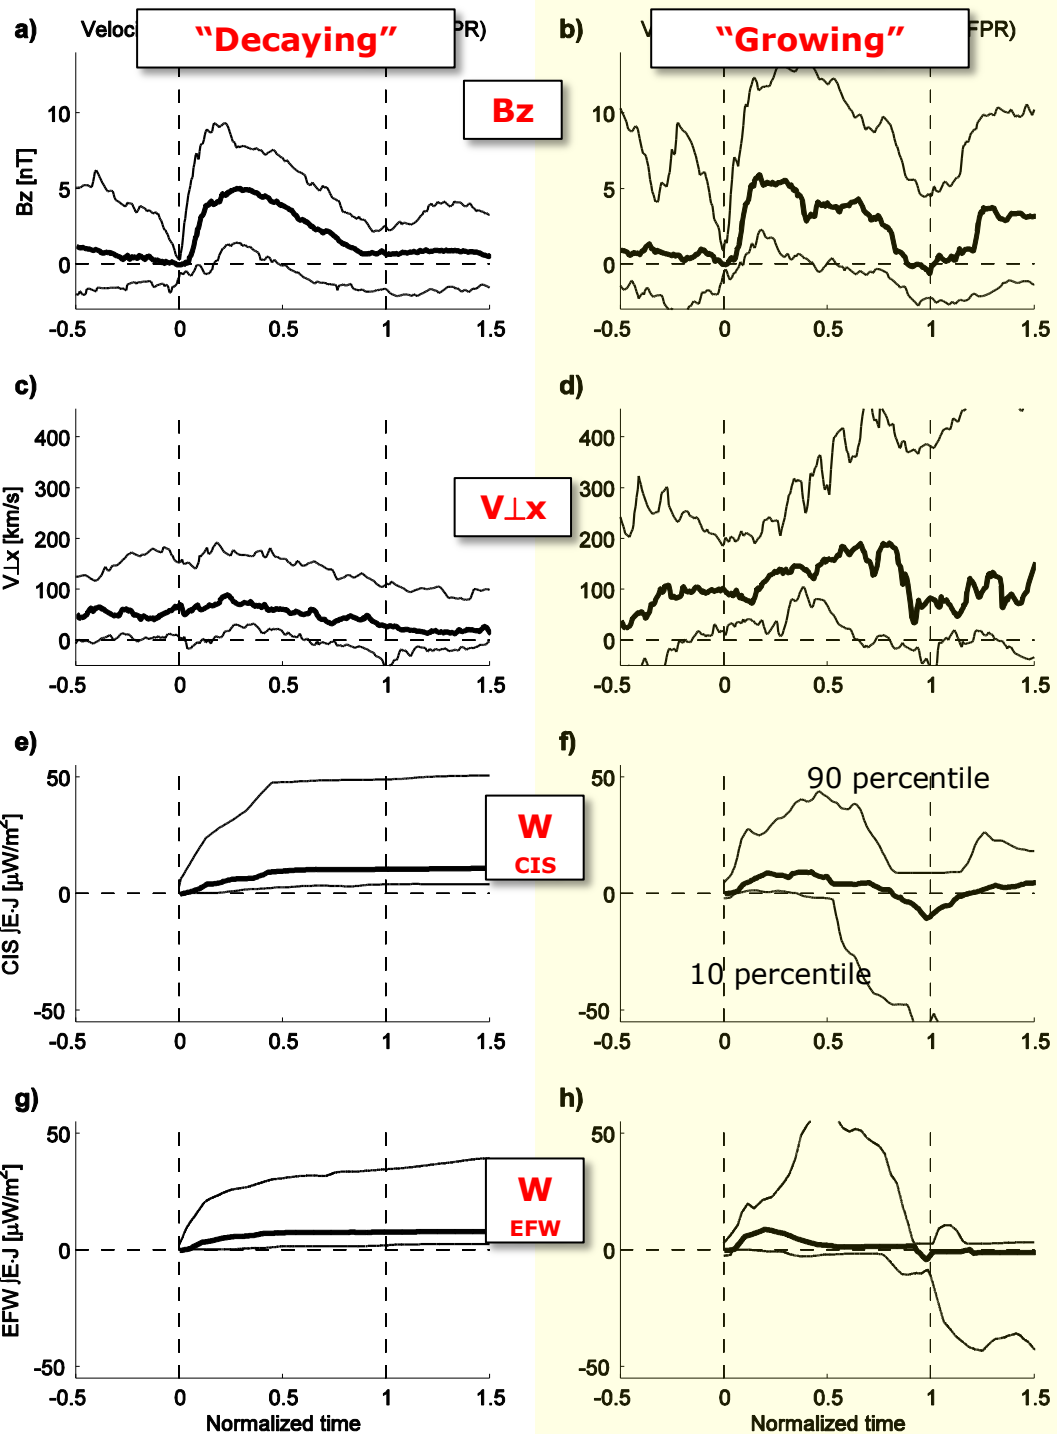 a) Veloci PR)
"Decaying"
b) V FPR)
"Growing"
Bz
Bz [nT]
10
5
0
-0.5 0 0.5 1 1.5
10
5
0
-0.5 0 0.5 1 1.5
c)
d)
V⊥x
V⊥x [km/s]
400
300
200
100
0
-0.5 0 0.5 1 1.5
400
300
200
100
0
-0.5 0 0.5 1 1.5
e)
f)
W
CIS
CIS ∫E·J [μW/m²]
50
0
-50
-0.5 0 0.5 1 1.5
90 percentile
10 percentile
50
0
-50
-0.5 0 0.5 1 1.5
g)
h)
W
EFW
EFW ∫E·J [μW/m²]
50
0
-50
-0.5 0 0.5 1 1.5
Normalized time
50
0
-50
-0.5 0 0.5 1 1.5
Normalized time